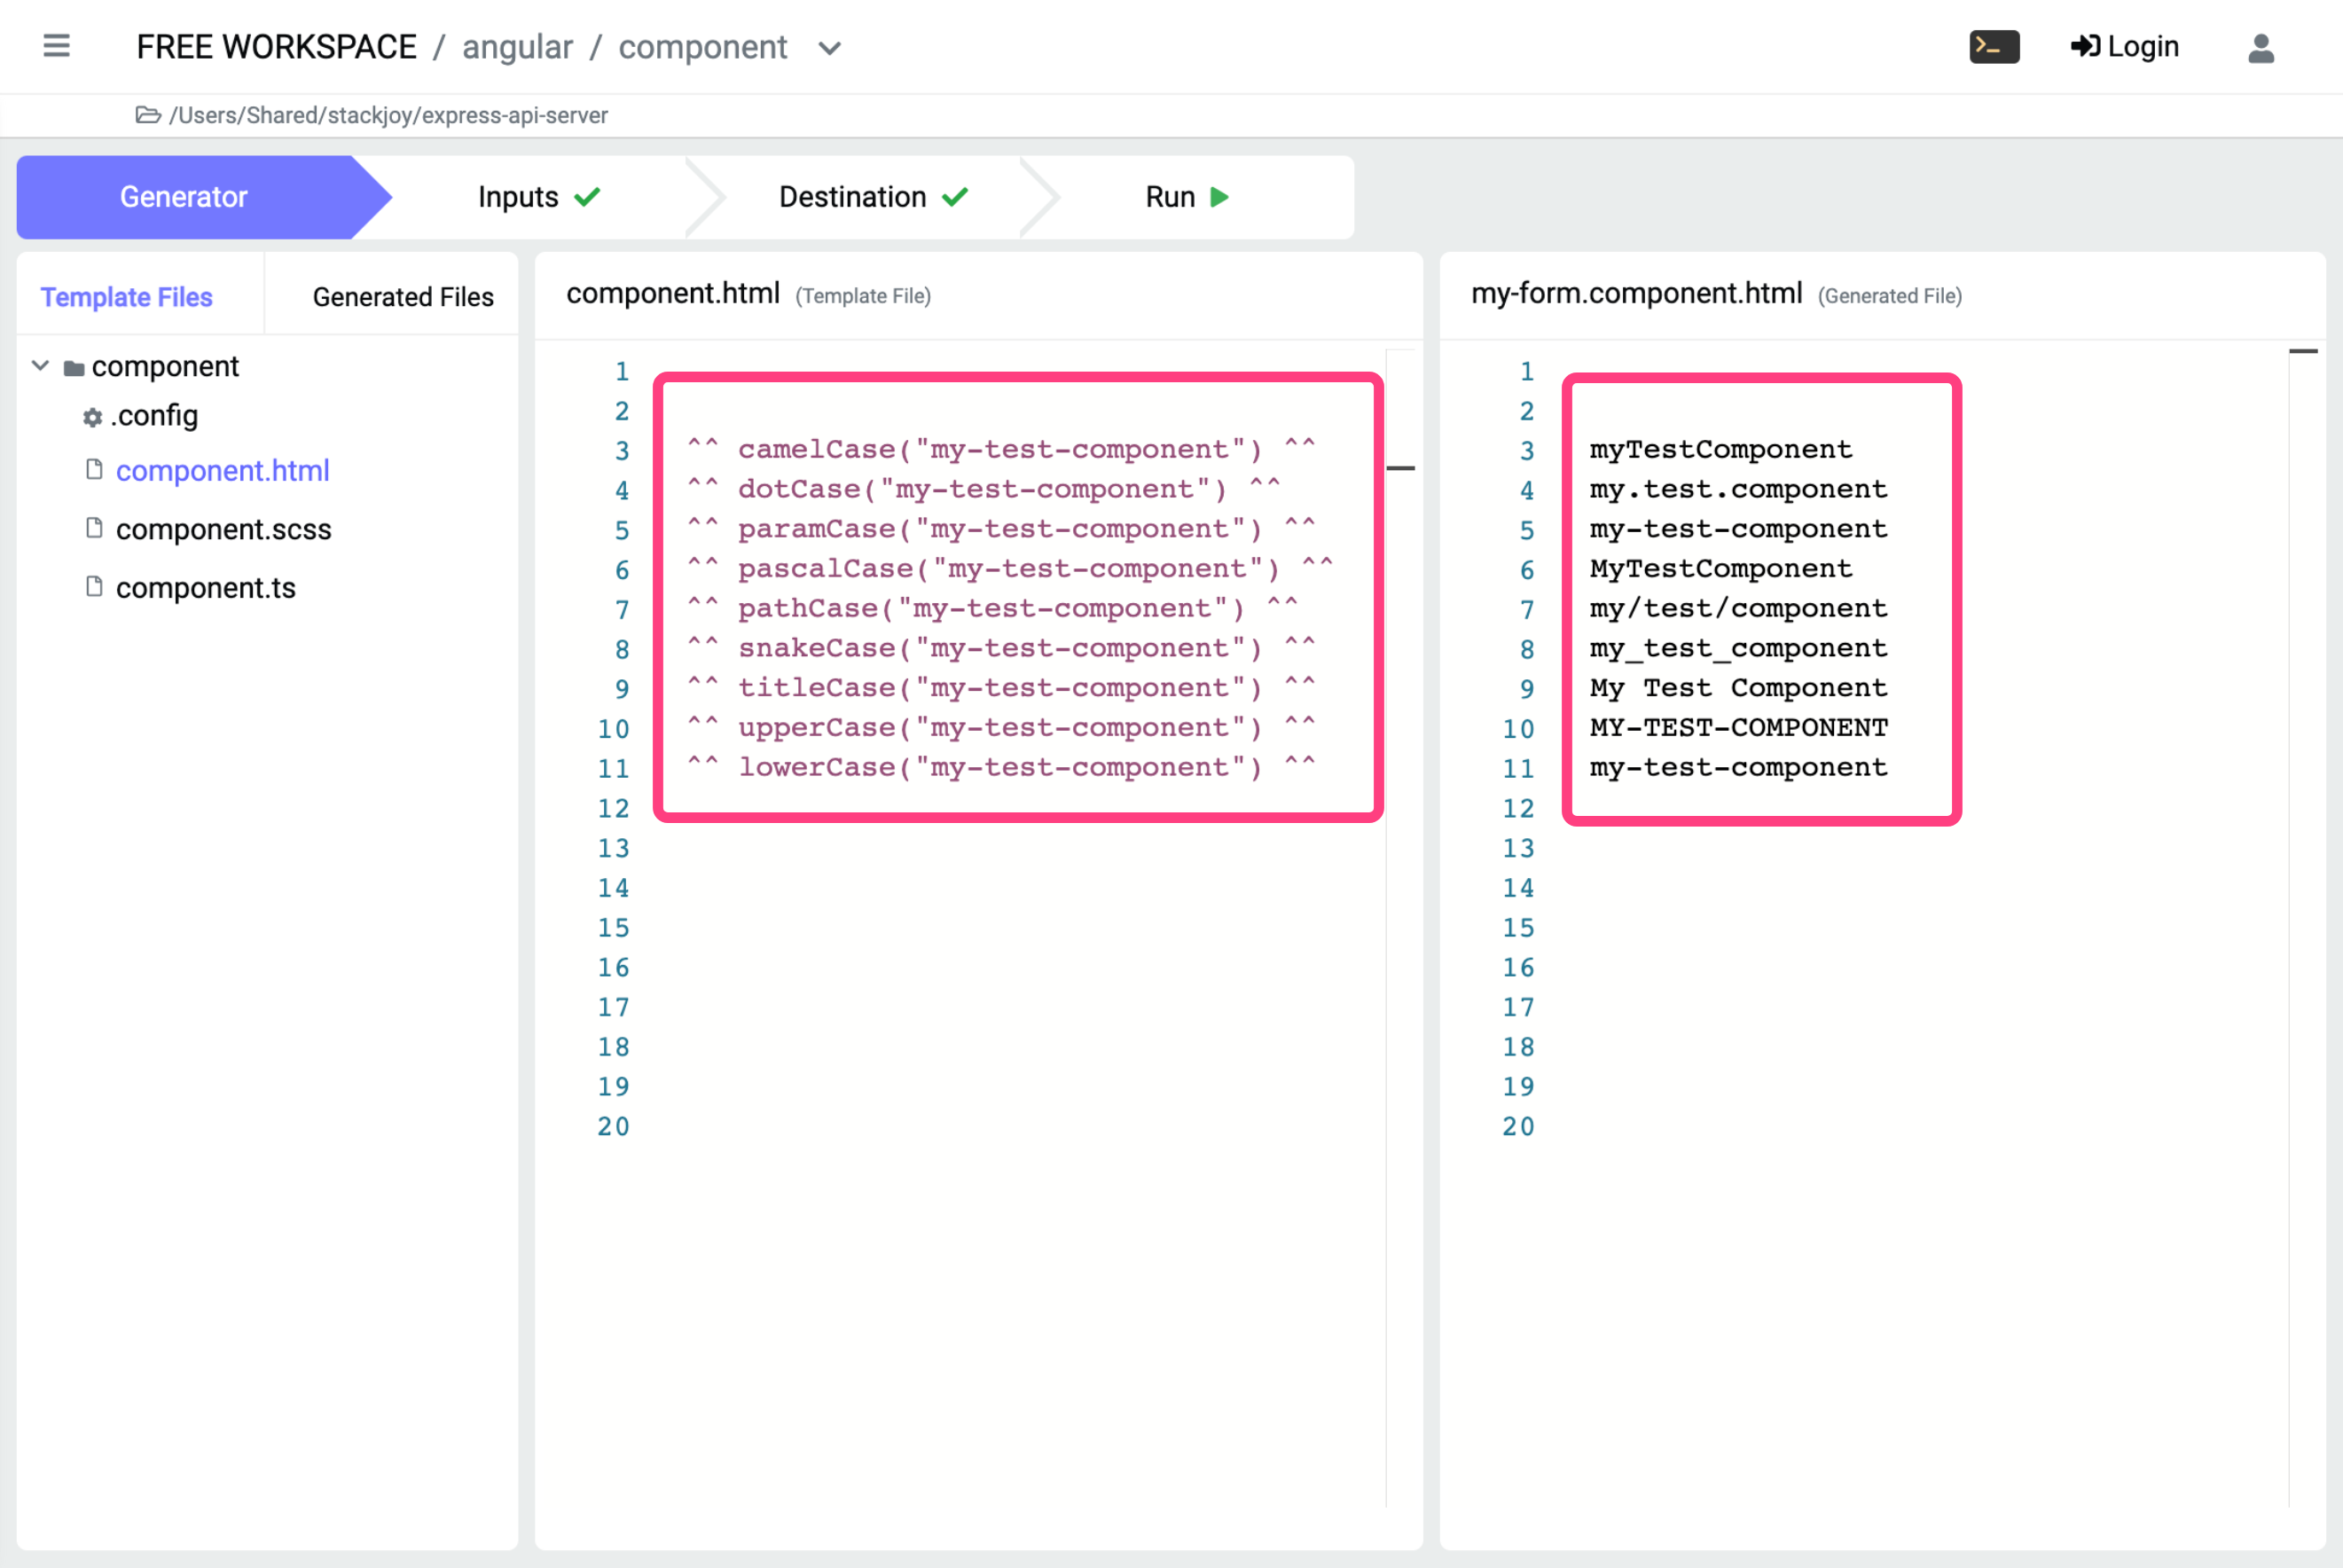 FREE WORKSPACE / angular / component
Login
/Users/Shared/stackjoy/express-api-server
Generator
Inputs
Destination
Run
Template Files
Generated Files
component
.config
component.html
component.scss
component.ts
component.html (Template File)
1
2
3 ^^ camelCase("my-test-component") ^^
4 ^^ dotCase("my-test-component") ^^
5 ^^ paramCase("my-test-component") ^^
6 ^^ pascalCase("my-test-component") ^^
7 ^^ pathCase("my-test-component") ^^
8 ^^ snakeCase("my-test-component") ^^
9 ^^ titleCase("my-test-component") ^^
10 ^^ upperCase("my-test-component") ^^
11 ^^ lowerCase("my-test-component") ^^
12
13
14
15
16
17
18
19
20
my-form.component.html (Generated File)
1
2
3 myTestComponent
4 my.test.component
5 my-test-component
6 MyTestComponent
7 my/test/component
8 my_test_component
9 My Test Component
10 MY-TEST-COMPONENT
11 my-test-component
12
13
14
15
16
17
18
19
20